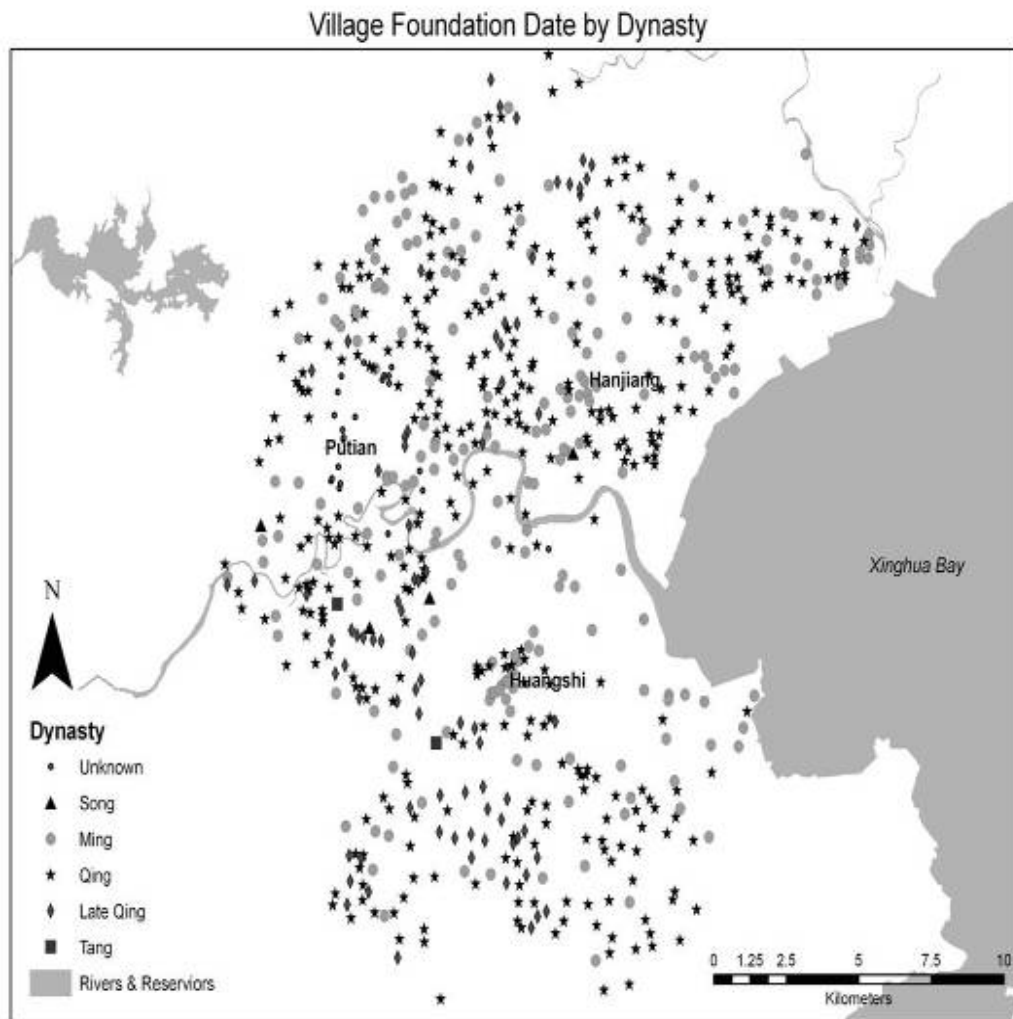 Village Foundation Date by Dynasty
Hanjiang
Putian
Xinghua Bay
N
Huangshi
Dynasty
Unknown
Song
Ming
Qing
Late Qing
Tang
Rivers & Reserviors
0 1.25 2.5 5 7.5 10
Kilometers